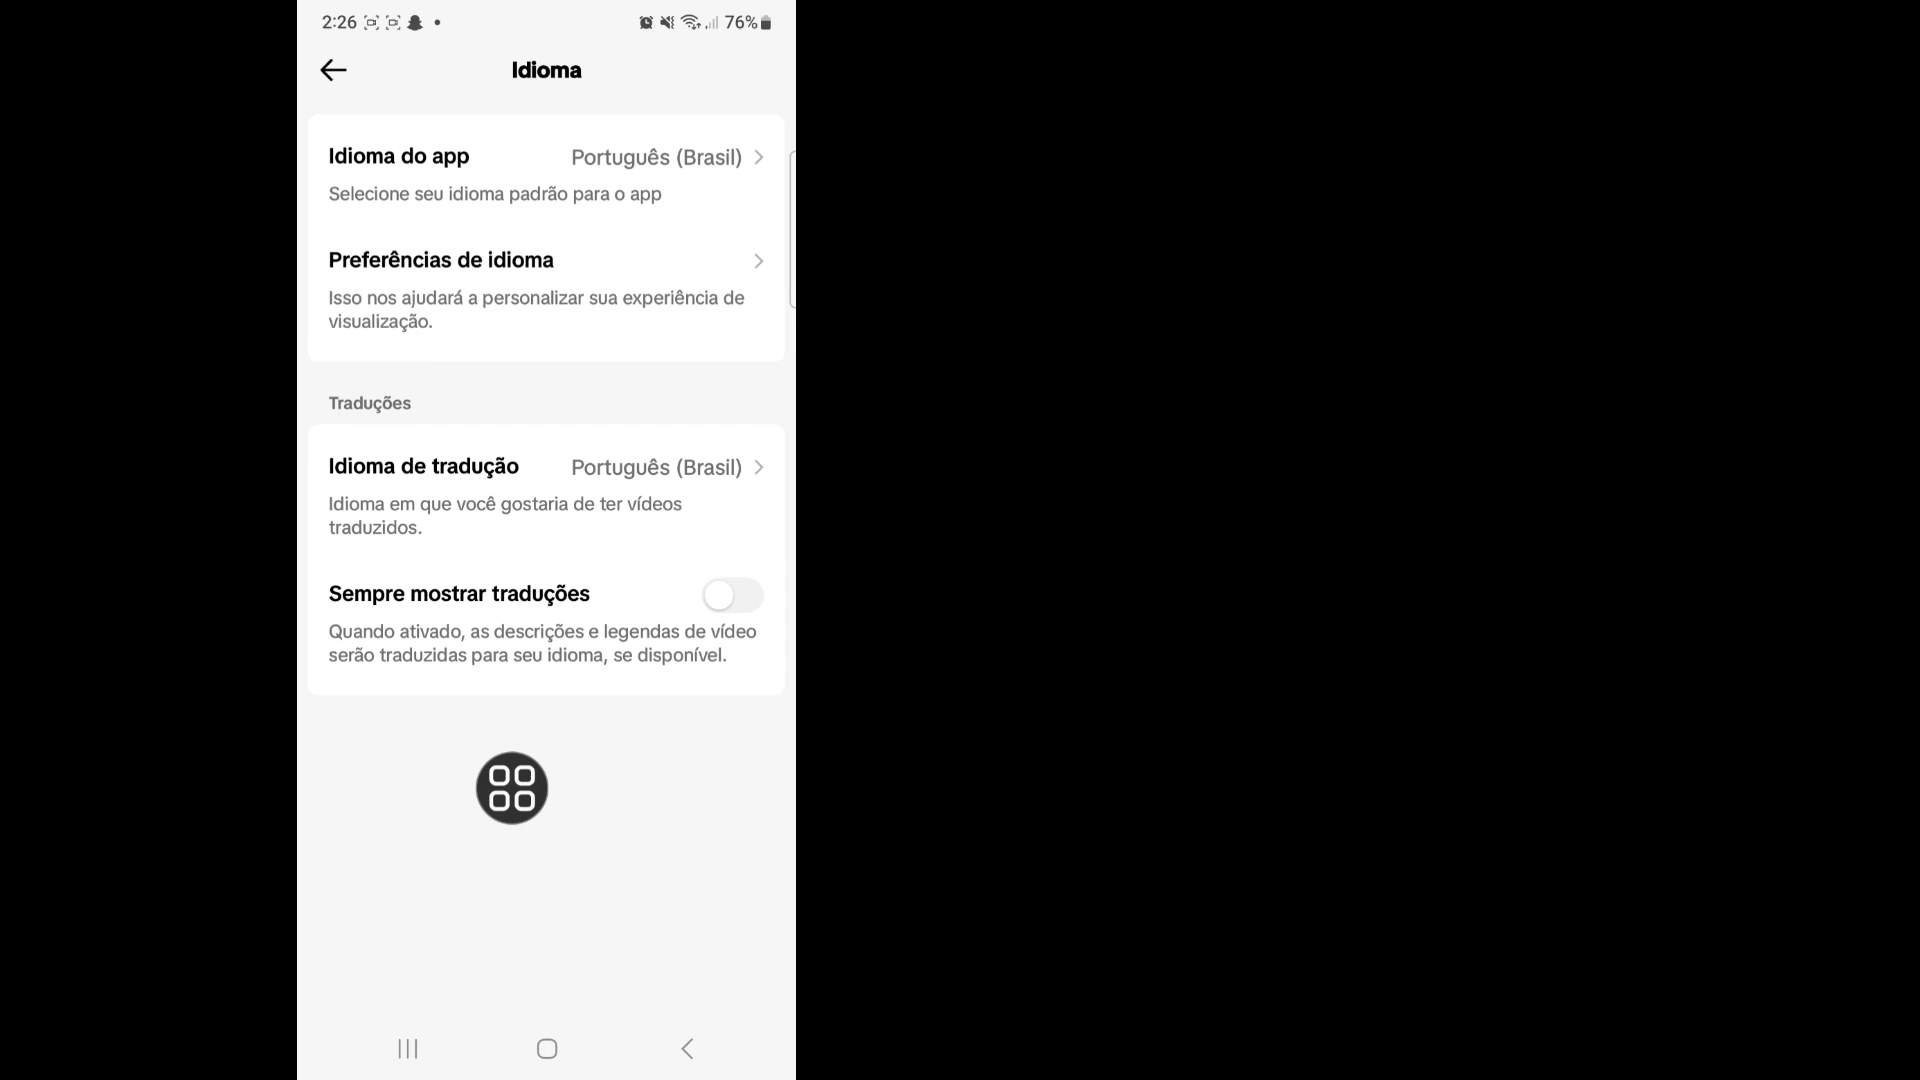 2:26
76%
Idioma
Idioma do app
Português (Brasil)
Selecione seu idioma padrão para o app
Preferências de idioma
Isso nos ajudará a personalizar sua experiência de
visualização.
Traduções
Idioma de tradução
Português (Brasil)
Idioma em que você gostaria de ter vídeos
traduzidos.
Sempre mostrar traduções
Quando ativado, as descrições e legendas de vídeo
serão traduzidas para seu idioma, se disponível.